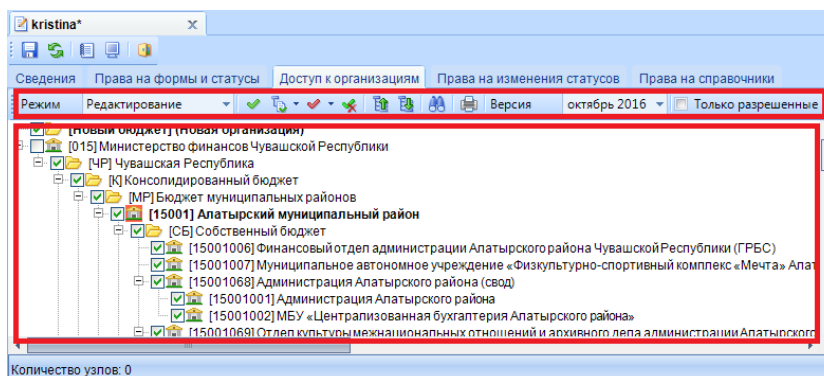 kristina* x
Сведения Права на формы и статусы Доступ к организациям Права на изменения статусов Права на справочники
Режим Редактирование Версия октябрь 2016 Только разрешенные
[Новый бюджет] (Новая организация)
[015] Министерство финансов Чувашской Республики
[ЧР] Чувашская Республика
[К] Консолидированный бюджет
[МР] Бюджет муниципальных районов
[15001] Алатырский муниципальный район
[СБ] Собственный бюджет
[15001006] Финансовый отдел администрации Алатырского района Чувашской Республики (ГРБС)
[15001007] Муниципальное автономное учреждение «Физкультурно-спортивный комплекс «Мечта» Алат
[15001068] Администрация Алатырского района (свод)
[15001001] Администрация Алатырского района
[15001002] МБУ «Централизованная бухгалтерия Алатырского района»
[15001069] Отдел культуры межнациональных отношений и архивного дела администрации Алатырского
Количество узлов: 0